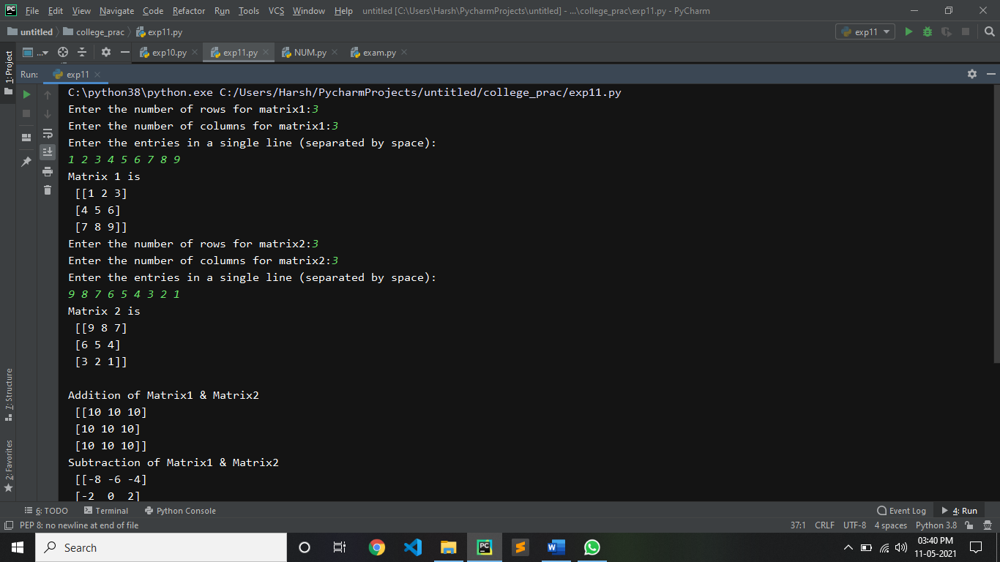 File Edit View Navigate Code Refactor Run Tools VCS Window Help untitled [C:\Users\Harsh\PycharmProjects\untitled] - ...\college_prac\exp11.py - PyCharm
untitled college_prac exp11.py exp11
1: Project
... exp10.py exp11.py NUM.py exam.py
Run: exp11
C:\python38\python.exe C:/Users/Harsh/PycharmProjects/untitled/college_prac/exp11.py
Enter the number of rows for matrix1:3
Enter the number of columns for matrix1:3
Enter the entries in a single line (separated by space):
1 2 3 4 5 6 7 8 9
Matrix 1 is
[[1 2 3]
[4 5 6]
[7 8 9]]
Enter the number of rows for matrix2:3
Enter the number of columns for matrix2:3
Enter the entries in a single line (separated by space):
9 8 7 6 5 4 3 2 1
Matrix 2 is
[[9 8 7]
[6 5 4]
[3 2 1]]
Addition of Matrix1 & Matrix2
[[10 10 10]
[10 10 10]
[10 10 10]]
Subtraction of Matrix1 & Matrix2
[[-8 -6 -4]
[-2 0 2]
7: Structure
2: Favorites
6: TODO Terminal Python Console Event Log 4: Run
PEP 8: no newline at end of file 37:1 CRLF UTF-8 4 spaces Python 3.8
Search
03:40 PM
11-05-2021